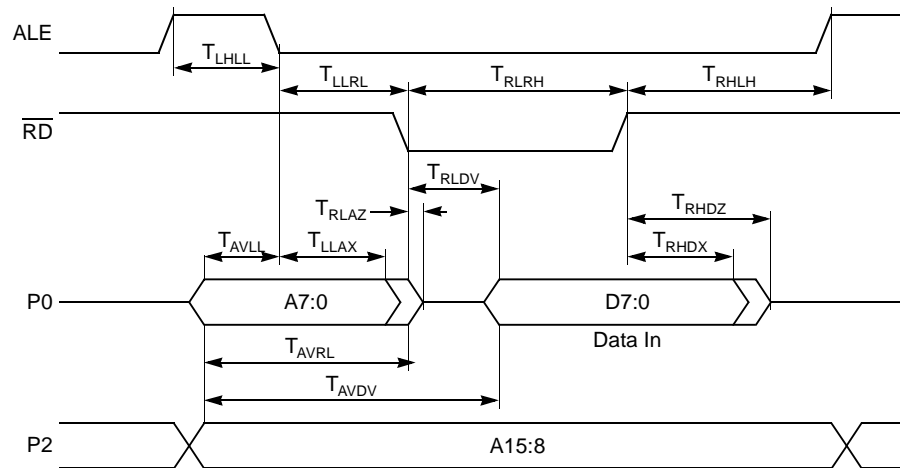 ALE
T_LHLL
T_LLRL T_RLRH T_RHLH
RD
T_RLDV
T_RLAZ T_RHDZ
T_AVLL T_LLAX T_RHDX
P0 A7:0 D7:0
Data In
T_AVRL
T_AVDV
P2 A15:8